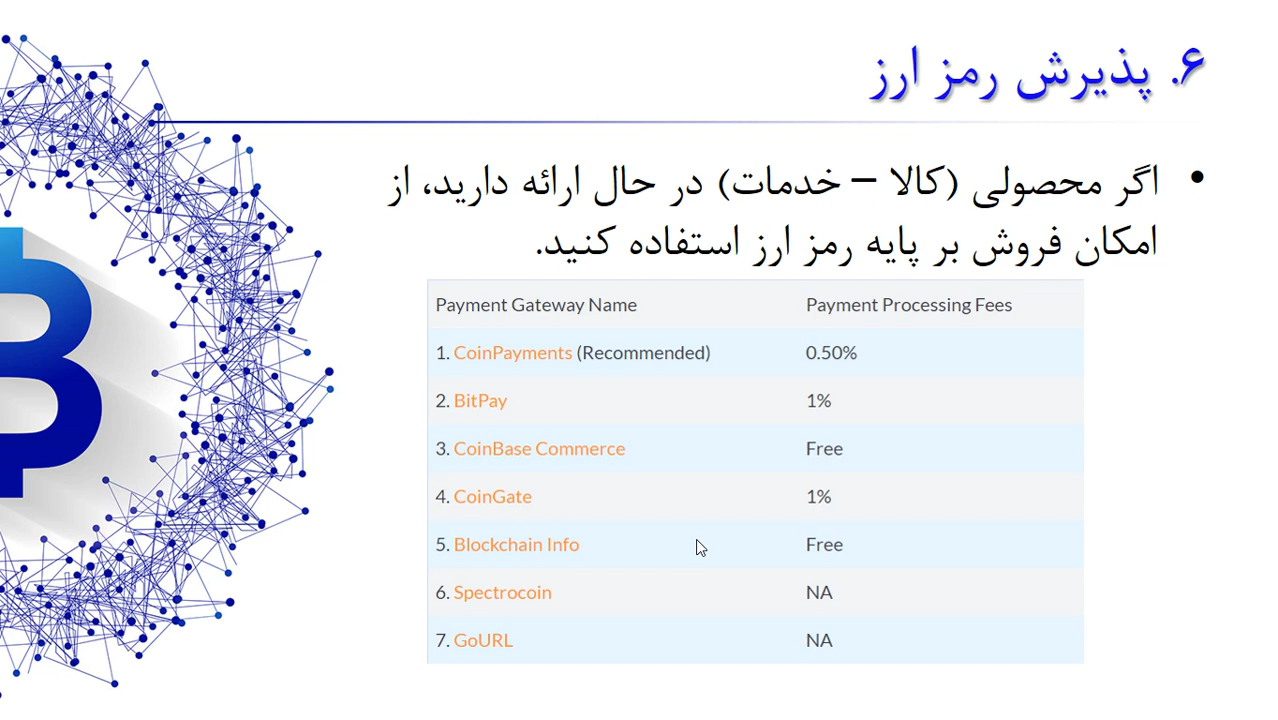 ۶. پذیرش رمز ارز
• اگر محصولی (کالا – خدمات) در حال ارائه دارید، از
امکان فروش بر پایه رمز ارز استفاده کنید.
Payment Gateway Name Payment Processing Fees
1. CoinPayments (Recommended) 0.50%
2. BitPay 1%
3. CoinBase Commerce Free
4. CoinGate 1%
5. Blockchain Info Free
6. Spectrocoin NA
7. GoURL NA